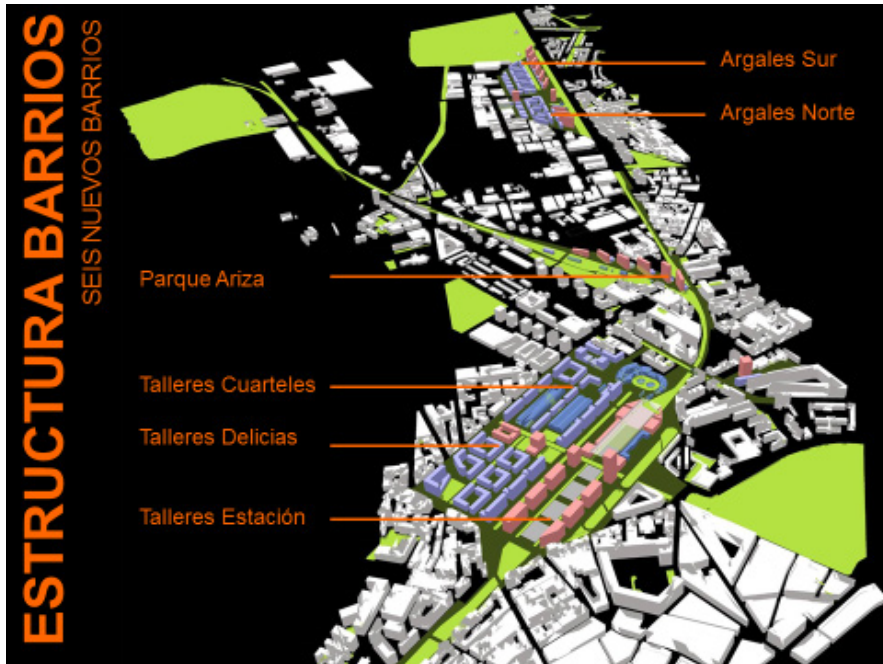 ESTRUCTURA BARRIOS
SEIS NUEVOS BARRIOS
Argales Sur
Argales Norte
Parque Ariza
Talleres Cuarteles
Talleres Delicias
Talleres Estación